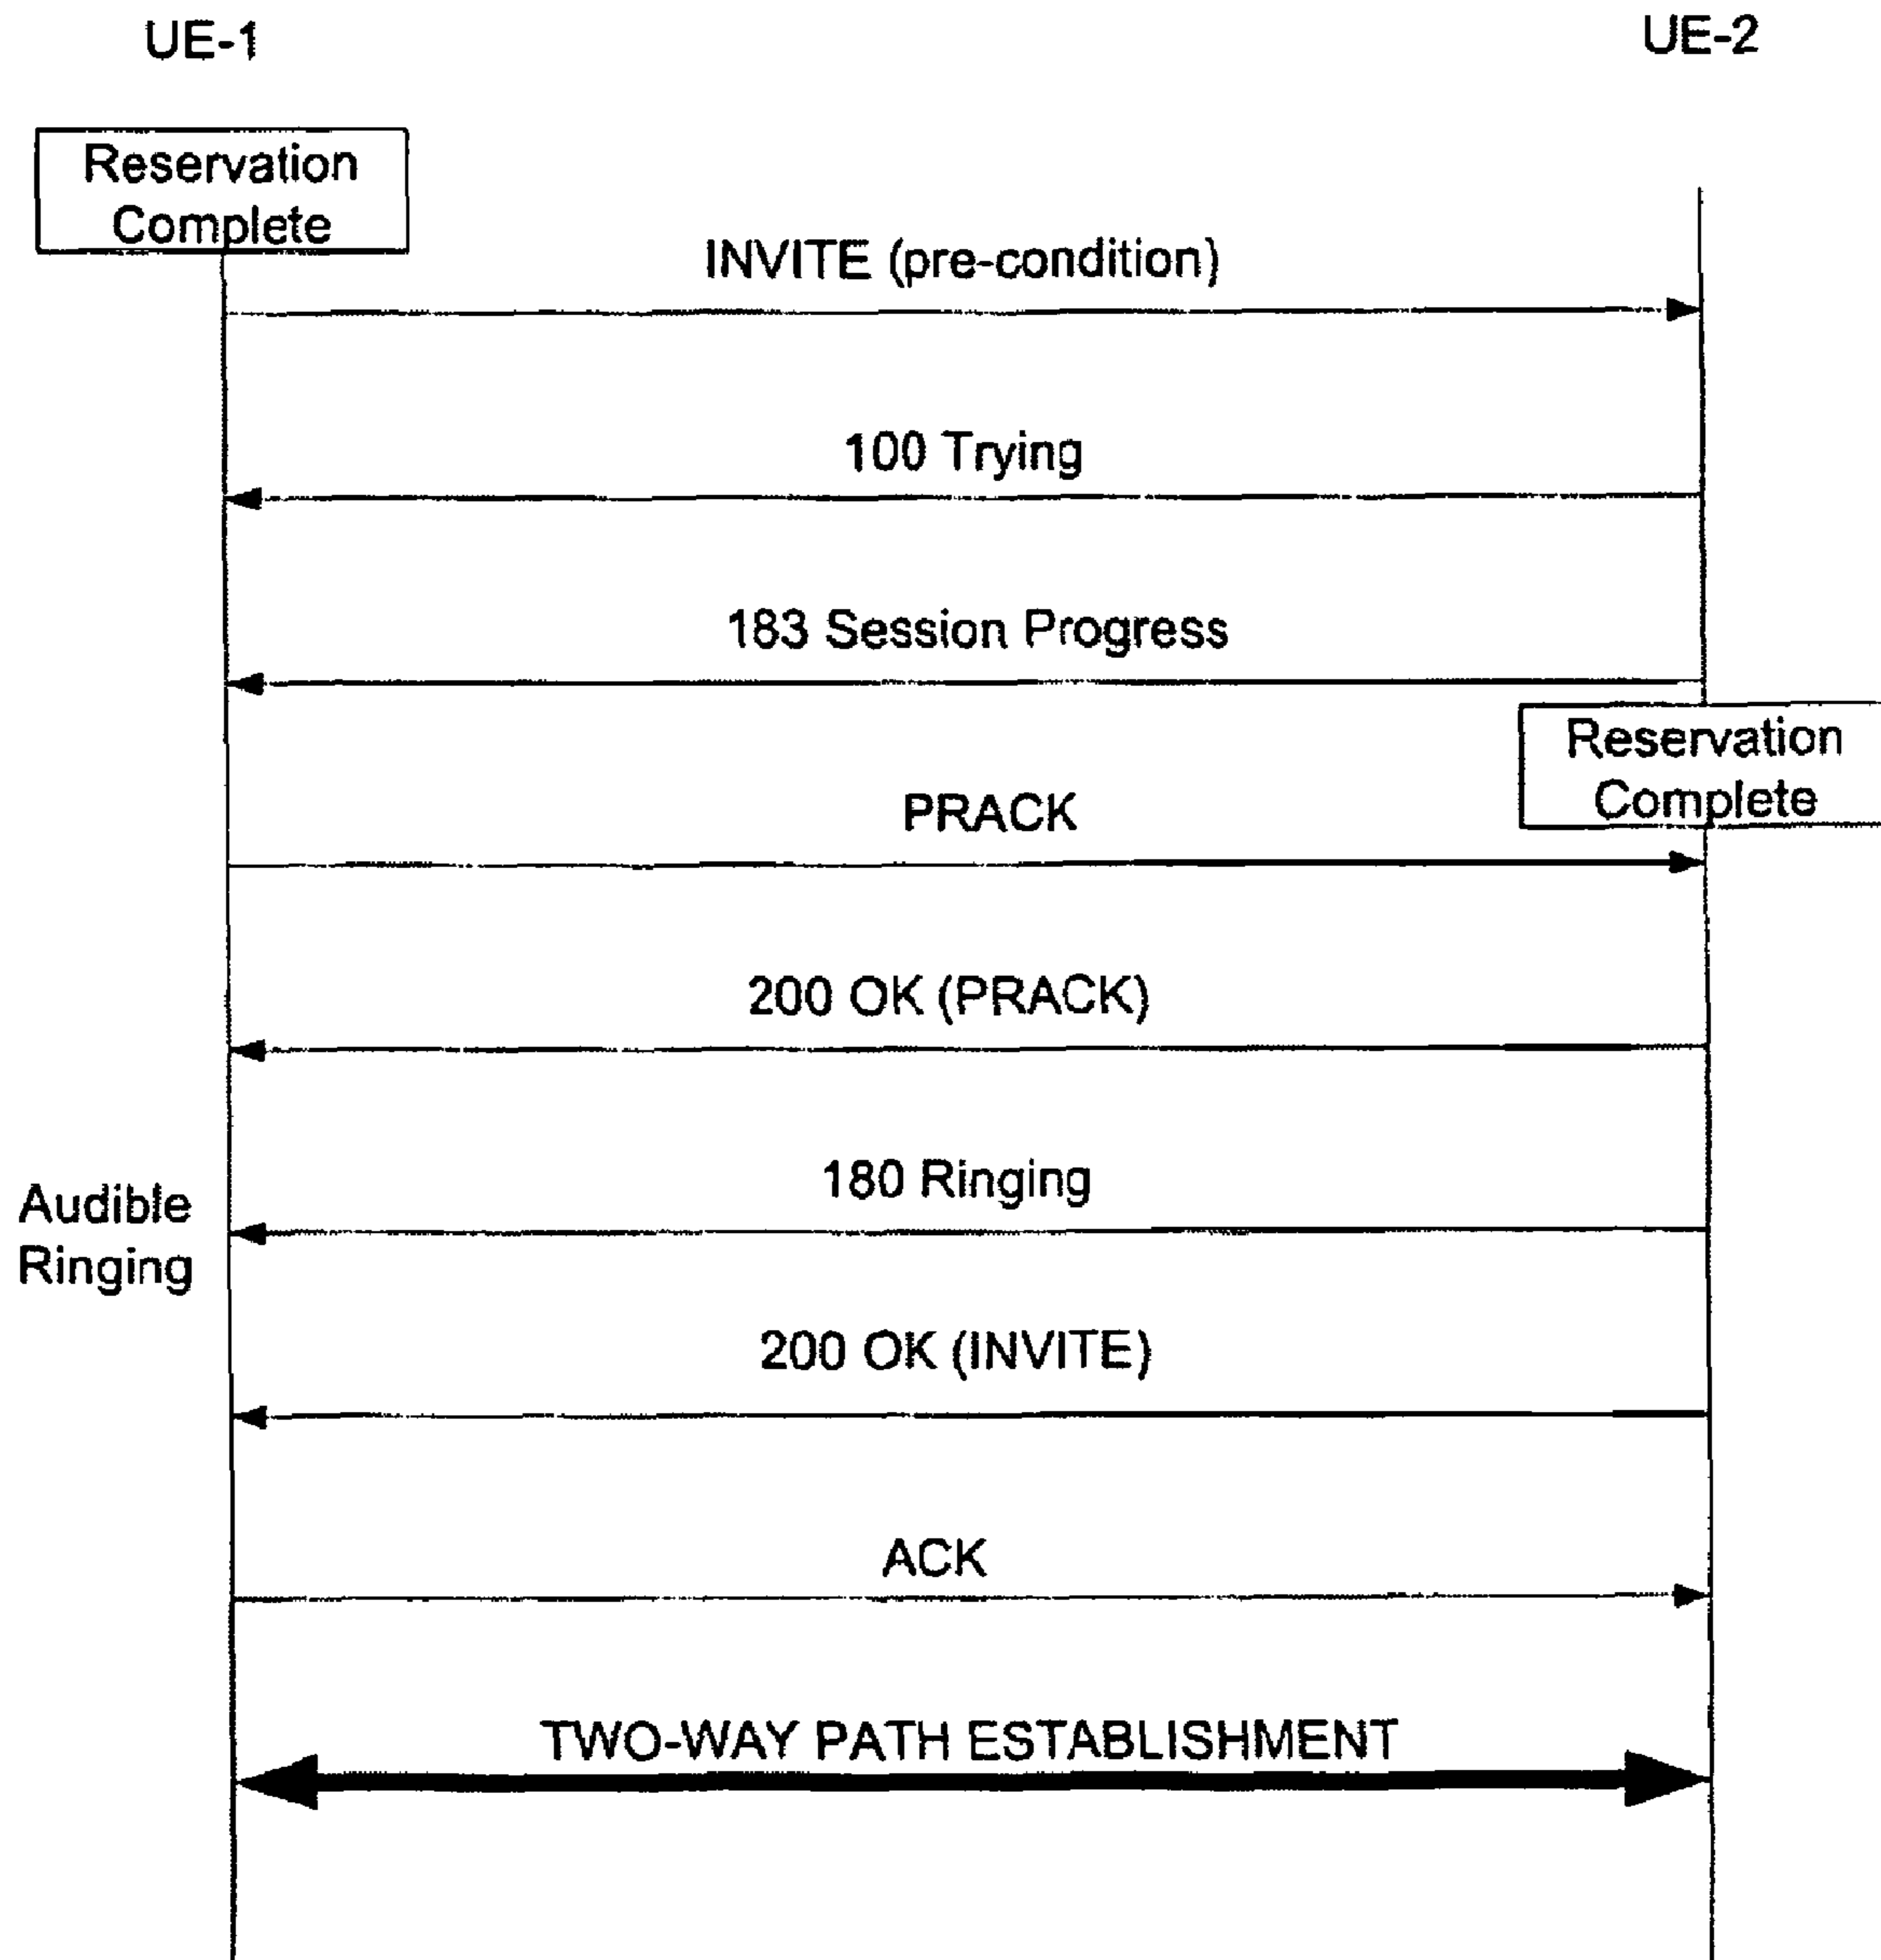 UE-1
UE-2
Reservation
Complete
INVITE (pre-condition)
100 Trying
183 Session Progress
Reservation
Complete
PRACK
200 OK (PRACK)
180 Ringing
Audible
Ringing
200 OK (INVITE)
ACK
TWO-WAY PATH ESTABLISHMENT